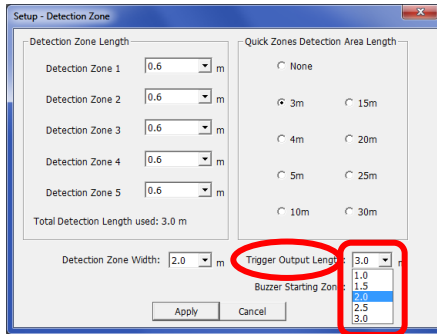 Setup - Detection Zone
Detection Zone Length
Detection Zone 1 0.6 m
Detection Zone 2 0.6 m
Detection Zone 3 0.6 m
Detection Zone 4 0.6 m
Detection Zone 5 0.6 m
Total Detection Length used: 3.0 m
Quick Zones Detection Area Length
None
3m 15m
4m 20m
5m 25m
10m 30m
Detection Zone Width: 2.0 m Trigger Output Length: 3.0
1.0
1.5
2.0
2.5
3.0
Buzzer Starting Zon
Apply Cancel